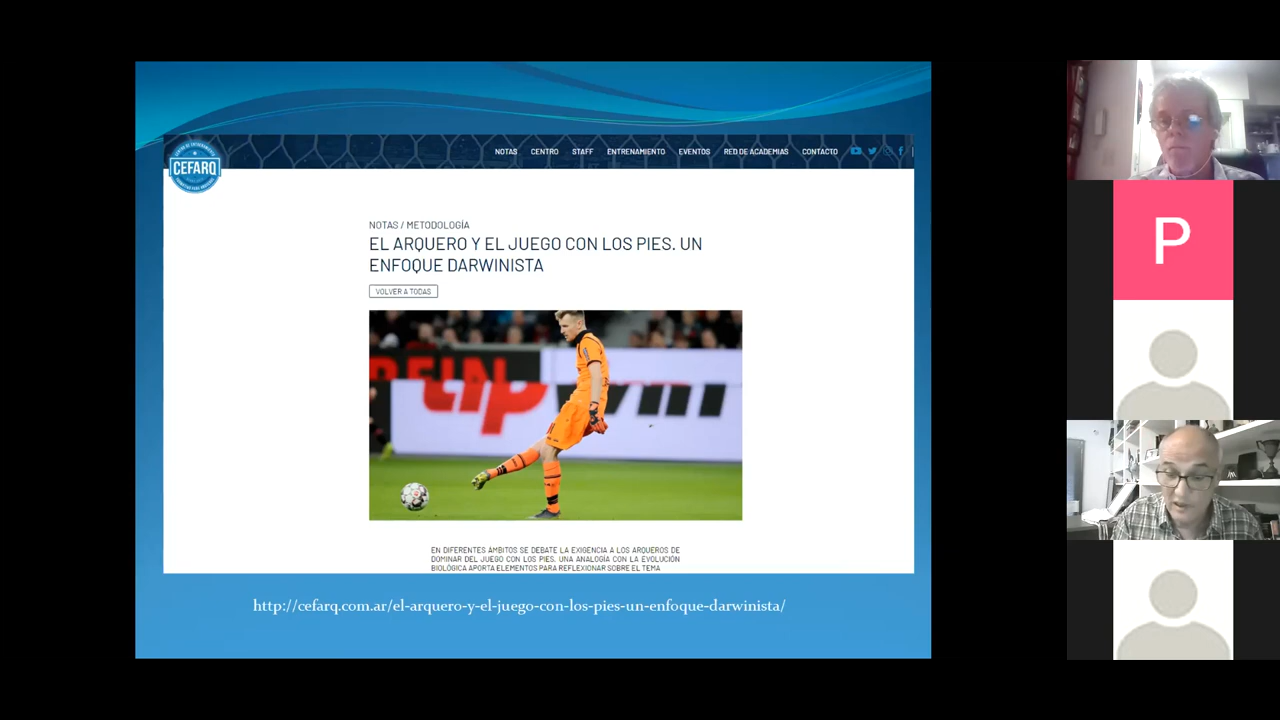 NOTAS CENTRO STAFF ENTRENAMIENTO EVENTOS RED DE ACADEMIAS CONTACTO
CEFARQ
NOTAS / METODOLOGÍA
EL ARQUERO Y EL JUEGO CON LOS PIES. UN
ENFOQUE DARWINISTA
VOLVER A TODAS
EN DIFERENTES ÁMBITOS SE DEBATE LA EXIGENCIA A LOS ARQUEROS DE
DOMINAR DEL JUEGO CON LOS PIES. UNA ANALOGÍA CON LA EVOLUCIÓN
BIOLÓGICA APORTA ELEMENTOS PARA REFLEXIONAR SOBRE EL TEMA
http://cefarq.com.ar/el-arquero-y-el-juego-con-los-pies-un-enfoque-darwinista/
P